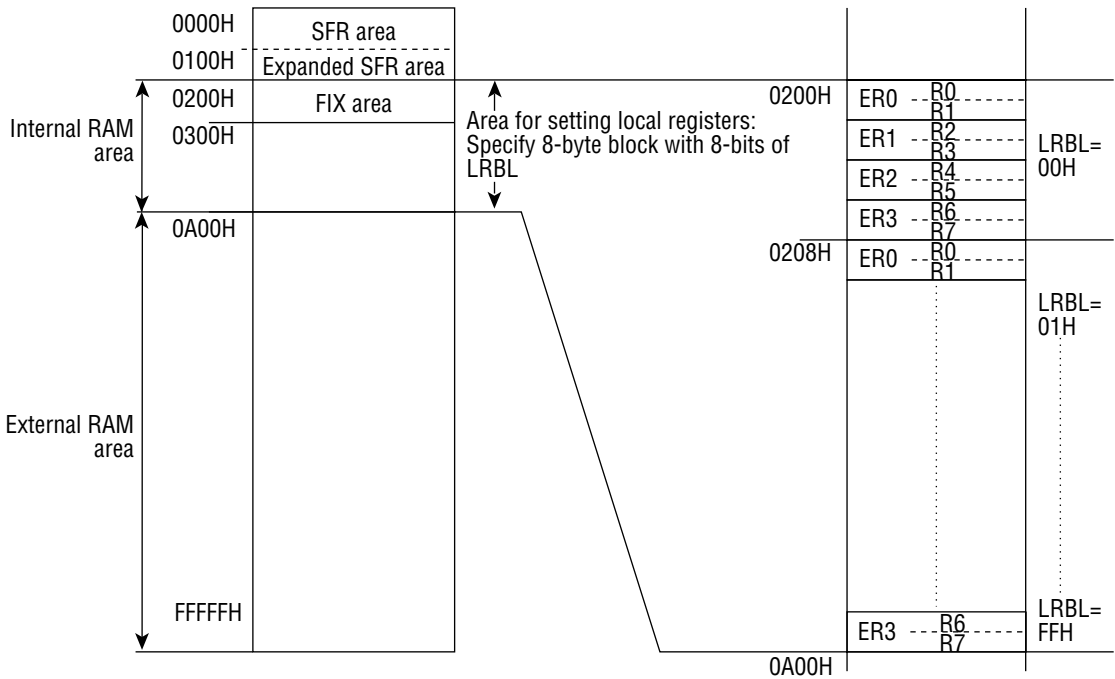 0000H
SFR area
0100H
Expanded SFR area
0200H
FIX area
0300H
Internal RAM
area
Area for setting local registers:
Specify 8-byte block with 8-bits of
LRBL
0A00H
External RAM
area
FFFFFH
0200H
ER0
R0
R1
ER1
R2
R3
ER2
R4
R5
ER3
R6
R7
LRBL=
00H
0208H
ER0
R0
R1
LRBL=
01H
ER3
R6
R7
LRBL=
FFH
0A00H